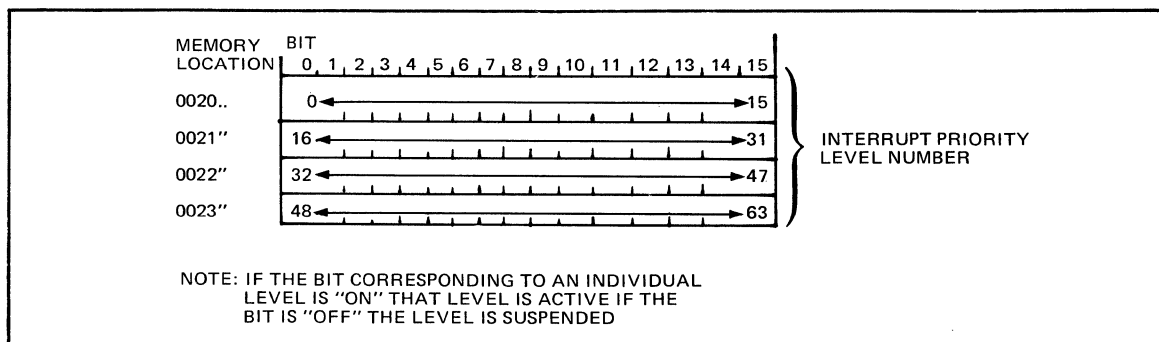 MEMORY LOCATION
BIT
0 1 2 3 4 5 6 7 8 9 10 11 12 13 14 15
0020.. 0 15
0021" 16 31
0022" 32 47
0023" 48 63
INTERRUPT PRIORITY
LEVEL NUMBER
NOTE: IF THE BIT CORRESPONDING TO AN INDIVIDUAL
LEVEL IS "ON" THAT LEVEL IS ACTIVE IF THE
BIT IS "OFF" THE LEVEL IS SUSPENDED